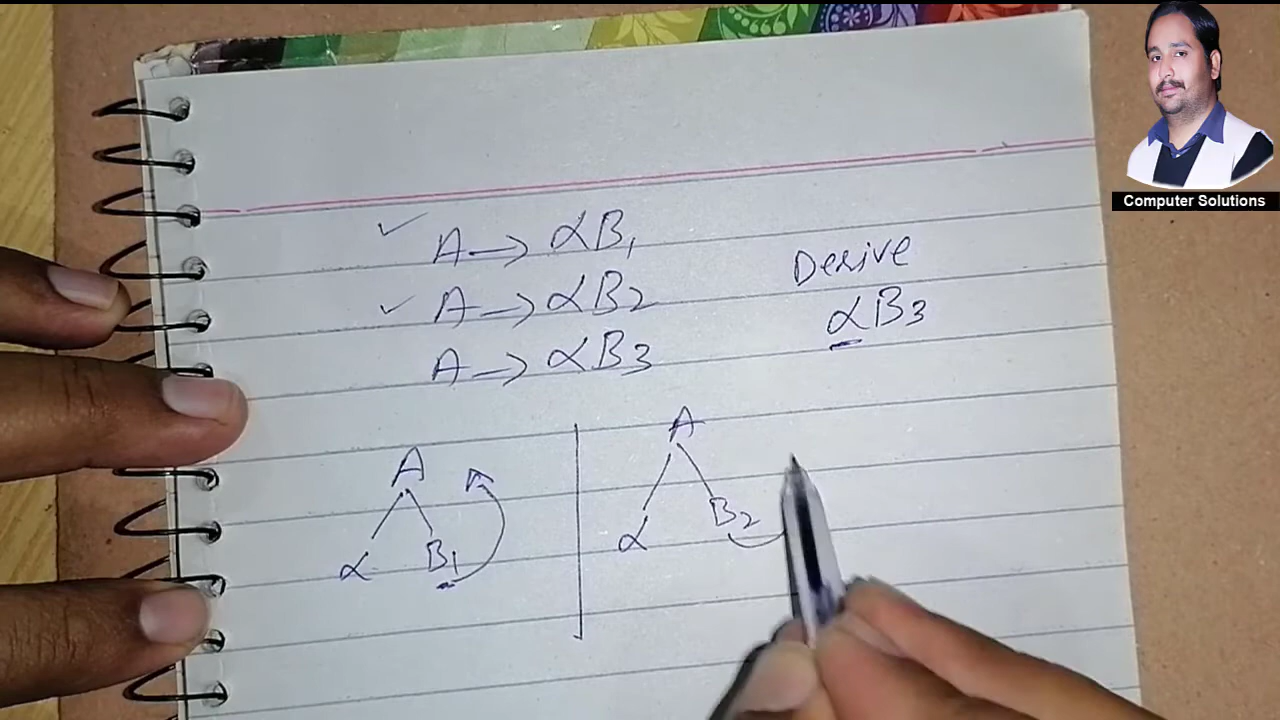 A → αB1
A → αB2
A → αB3
Derive
αB3
A
α B1
A
α B2
Computer Solutions